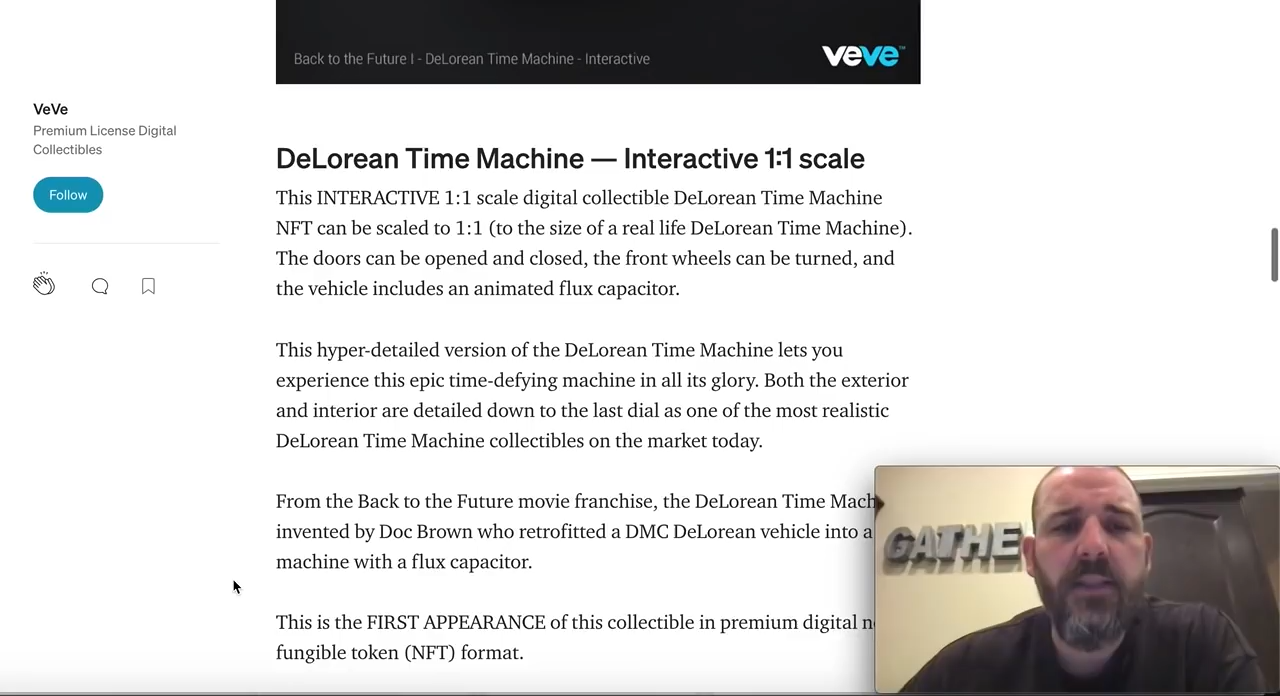 Back to the Future I - DeLorean Time Machine - Interactive
veve™
VeVe
Premium License Digital
Collectibles
Follow
DeLorean Time Machine — Interactive 1:1 scale
This INTERACTIVE 1:1 scale digital collectible DeLorean Time Machine
NFT can be scaled to 1:1 (to the size of a real life DeLorean Time Machine).
The doors can be opened and closed, the front wheels can be turned, and
the vehicle includes an animated flux capacitor.
This hyper-detailed version of the DeLorean Time Machine lets you
experience this epic time-defying machine in all its glory. Both the exterior
and interior are detailed down to the last dial as one of the most realistic
DeLorean Time Machine collectibles on the market today.
From the Back to the Future movie franchise, the DeLorean Time Mach
invented by Doc Brown who retrofitted a DMC DeLorean vehicle into a
machine with a flux capacitor.
This is the FIRST APPEARANCE of this collectible in premium digital n
fungible token (NFT) format.
GATHE